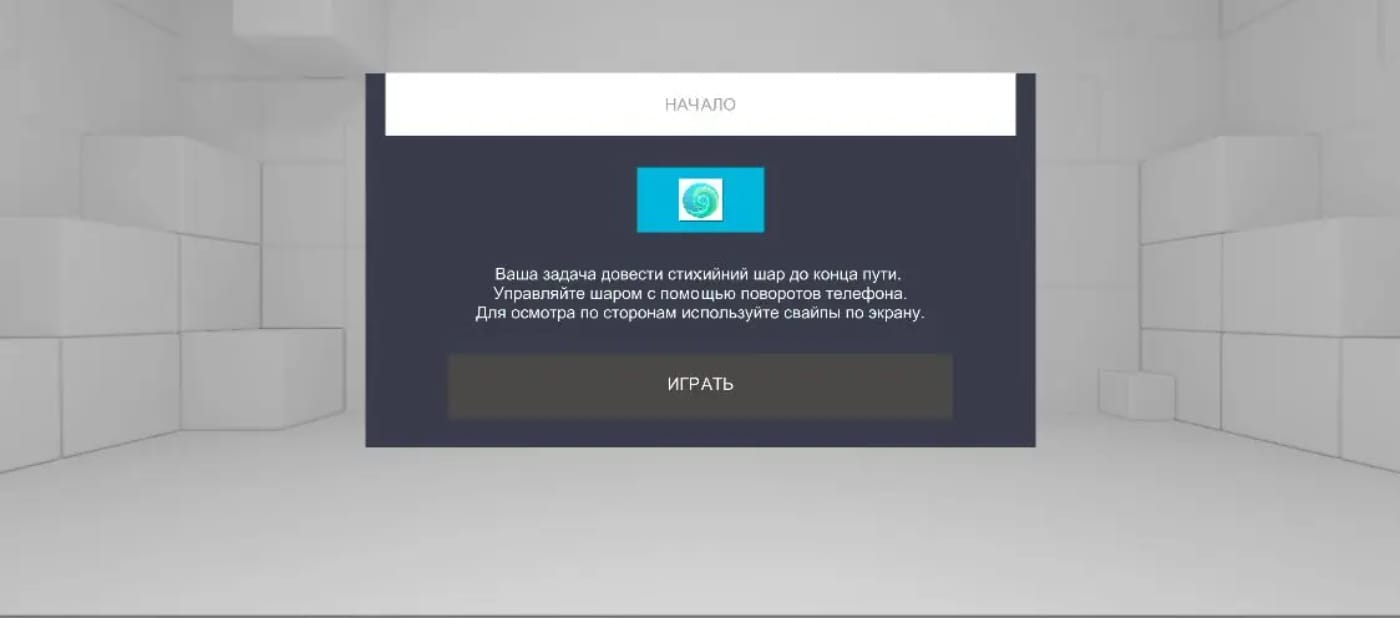 НАЧАЛО
Ваша задача довести стихийний шар до конца пути.
Управляйте шаром с помощью поворотов телефона.
Для осмотра по сторонам используйте свайпы по экрану.
ИГРАТЬ